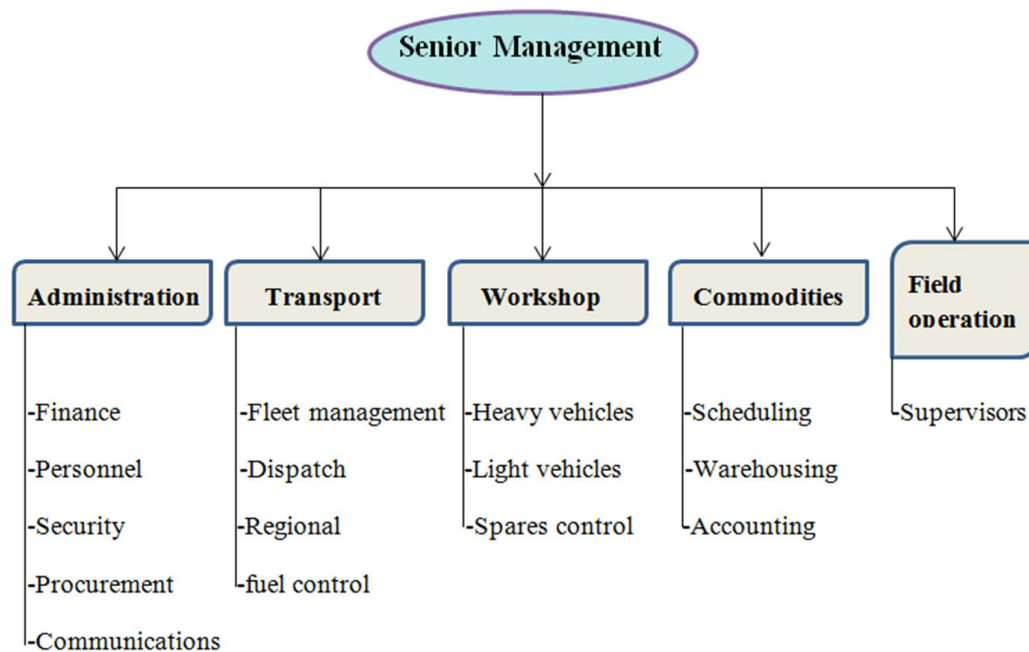 Senior Management
Administration
Transport
Workshop
Commodities
Field
operation
-Finance
-Personnel
-Security
-Procurement
-Communications
-Fleet management
-Dispatch
-Regional
-fuel control
-Heavy vehicles
-Light vehicles
-Spares control
-Scheduling
-Warehousing
-Accounting
-Supervisors